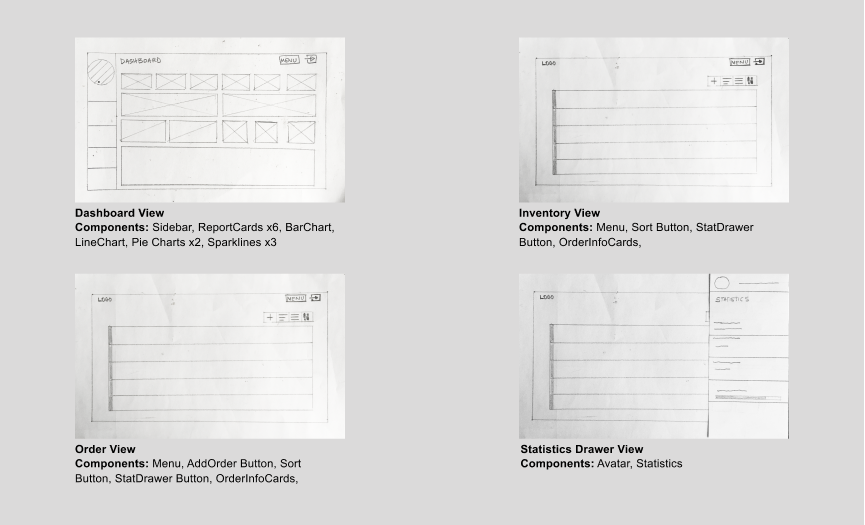 DASHBOARD
MENU
Dashboard View
Components: Sidebar, ReportCards x6, BarChart,
LineChart, Pie Charts x2, Sparklines x3
LOGO
MENU
Inventory View
Components: Menu, Sort Button, StatDrawer
Button, OrderInfoCards,
LOGO
MENU
Order View
Components: Menu, AddOrder Button, Sort
Button, StatDrawer Button, OrderInfoCards,
LOGO
STATISTICS
Statistics Drawer View
Components: Avatar, Statistics